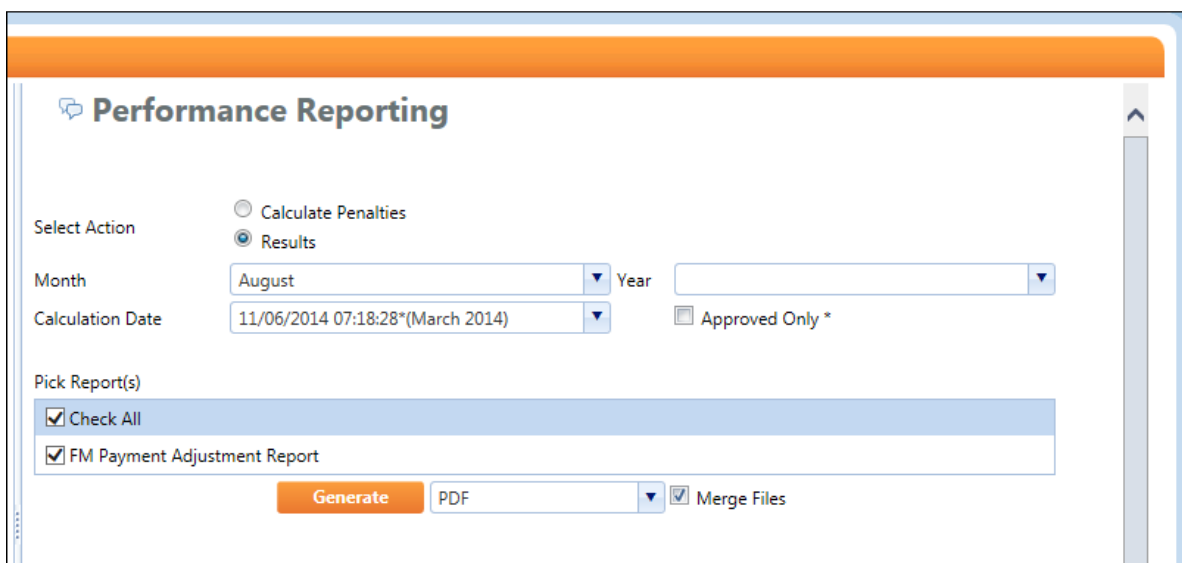 Performance Reporting
Calculate Penalties
Select Action
Results
Month August Year
Calculation Date 11/06/2014 07:18:28*(March 2014) Approved Only *
Pick Report(s)
Check All
FM Payment Adjustment Report
Generate PDF Merge Files